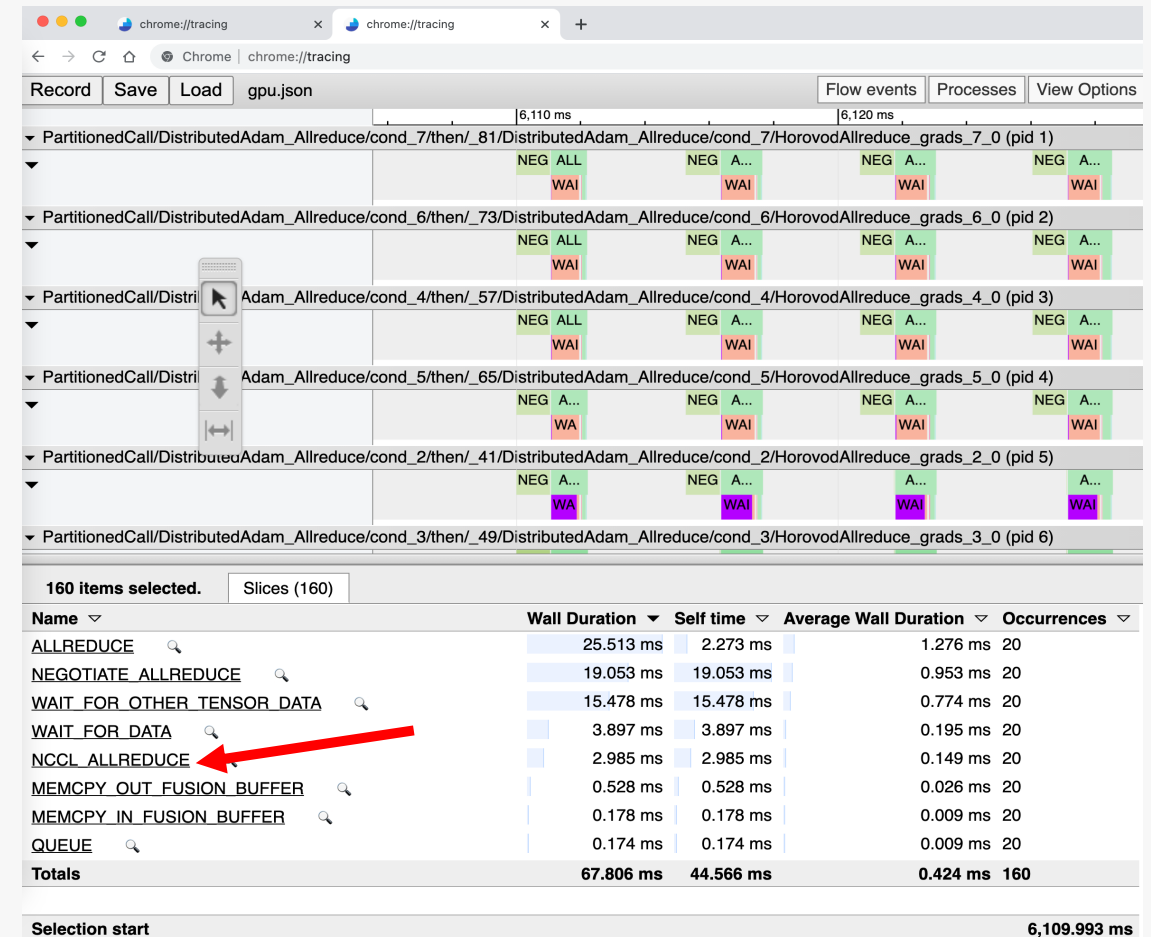 chrome://tracing × chrome://tracing × +
Chrome | chrome://tracing
Record Save Load gpu.json Flow events Processes View Options
6,110 ms 6,120 ms
PartitionedCall/DistributedAdam_Allreduce/cond_7/then/_81/DistributedAdam_Allreduce/cond_7/HorovodAllreduce_grads_7_0 (pid 1)
NEG ALL NEG A... NEG A... NEG A...
WAI WAI WAI WAI
PartitionedCall/DistributedAdam_Allreduce/cond_6/then/_73/DistributedAdam_Allreduce/cond_6/HorovodAllreduce_grads_6_0 (pid 2)
NEG ALL NEG A... NEG A... NEG A...
WAI WAI WAI WAI
PartitionedCall/Distri Adam_Allreduce/cond_4/then/_57/DistributedAdam_Allreduce/cond_4/HorovodAllreduce_grads_4_0 (pid 3)
NEG ALL NEG A... NEG A... NEG A...
WAI WAI WAI WAI
PartitionedCall/Distri Adam_Allreduce/cond_5/then/_65/DistributedAdam_Allreduce/cond_5/HorovodAllreduce_grads_5_0 (pid 4)
NEG A... NEG A... NEG A... NEG A...
WA WAI WAI WAI
PartitionedCall/DistributedAdam_Allreduce/cond_2/then/_41/DistributedAdam_Allreduce/cond_2/HorovodAllreduce_grads_2_0 (pid 5)
NEG A... NEG A... A... A...
WA WAI WAI WAI
PartitionedCall/DistributedAdam_Allreduce/cond_3/then/_49/DistributedAdam_Allreduce/cond_3/HorovodAllreduce_grads_3_0 (pid 6)
160 items selected. Slices (160)
Name Wall Duration Self time Average Wall Duration Occurrences
ALLREDUCE 25.513 ms 2.273 ms 1.276 ms 20
NEGOTIATE_ALLREDUCE 19.053 ms 19.053 ms 0.953 ms 20
WAIT_FOR_OTHER_TENSOR_DATA 15.478 ms 15.478 ms 0.774 ms 20
WAIT_FOR_DATA 3.897 ms 3.897 ms 0.195 ms 20
NCCL_ALLREDUCE 2.985 ms 2.985 ms 0.149 ms 20
MEMCPY_OUT_FUSION_BUFFER 0.528 ms 0.528 ms 0.026 ms 20
MEMCPY_IN_FUSION_BUFFER 0.178 ms 0.178 ms 0.009 ms 20
QUEUE 0.174 ms 0.174 ms 0.009 ms 20
Totals 67.806 ms 44.566 ms 0.424 ms 160
Selection start 6,109.993 ms